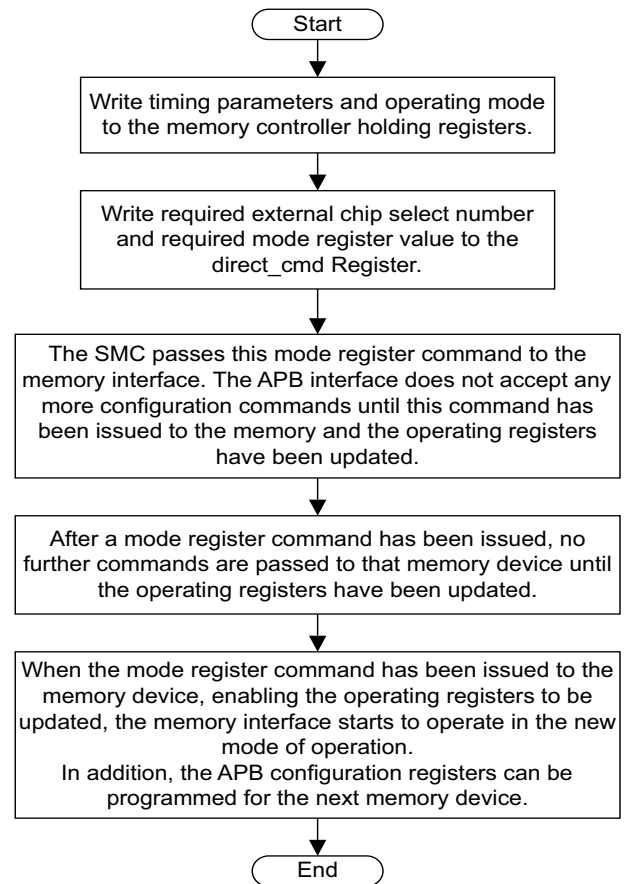 Start
Write timing parameters and operating mode
to the memory controller holding registers.
Write required external chip select number
and required mode register value to the
direct_cmd Register.
The SMC passes this mode register command to the
memory interface. The APB interface does not accept any
more configuration commands until this command has
been issued to the memory and the operating registers
have been updated.
After a mode register command has been issued, no
further commands are passed to that memory device until
the operating registers have been updated.
When the mode register command has been issued to the
memory device, enabling the operating registers to be
updated, the memory interface starts to operate in the new
mode of operation.
In addition, the APB configuration registers can be
programmed for the next memory device.
End